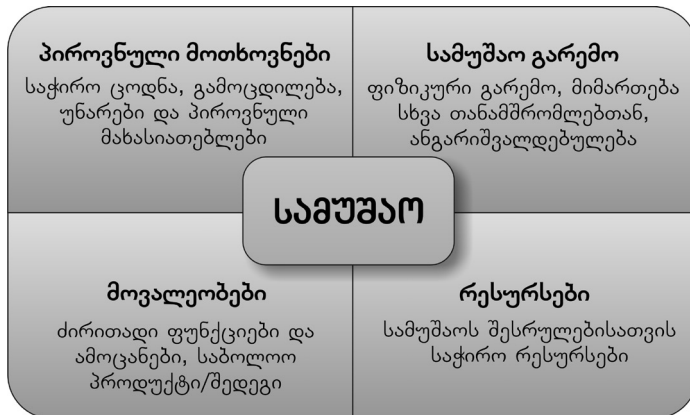 პიროვნული მოთხოვნები
საჭირო ცოდნა, გამოცდილება,
უნარები და პიროვნული
მახასიათებლები
სამუშაო გარემო
ფიზიკური გარემო, მიმართება
სხვა თანამშრომლებთან,
ანგარიშვალდებულება
სამუშაო
მოვალეობები
ძირითადი ფუნქციები და
ამოცანები, საბოლოო
პროდუქტი/შედეგი
რესურსები
სამუშაოს შესრულებისათვის
საჭირო რესურსები